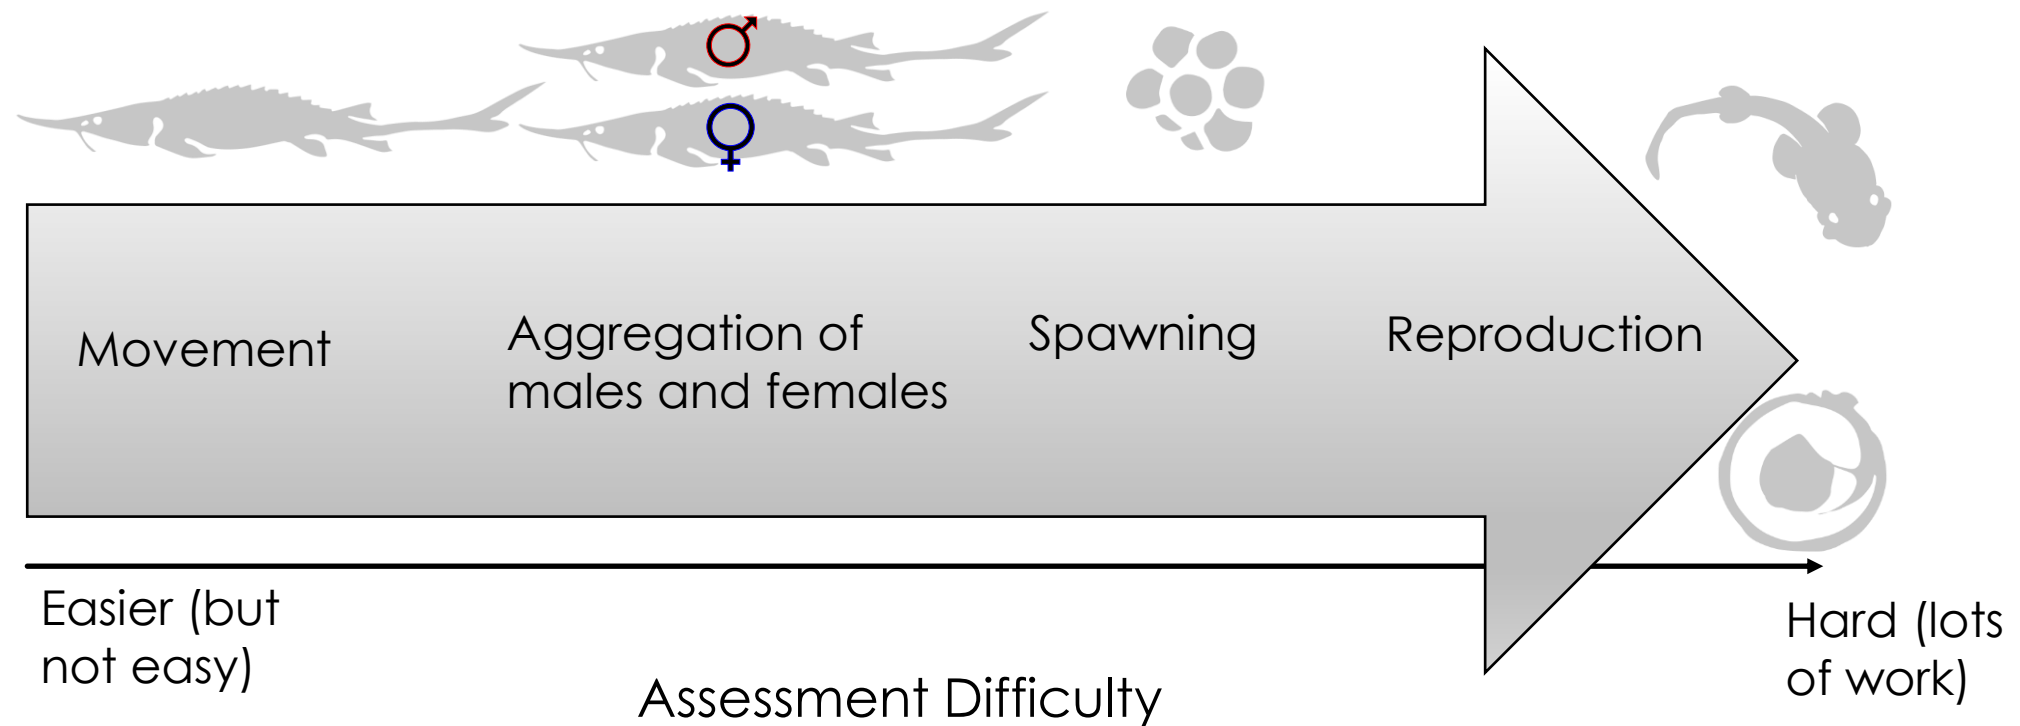 Movement
Aggregation of
males and females
Spawning
Reproduction
Easier (but
not easy)
Assessment Difficulty
Hard (lots
of work)